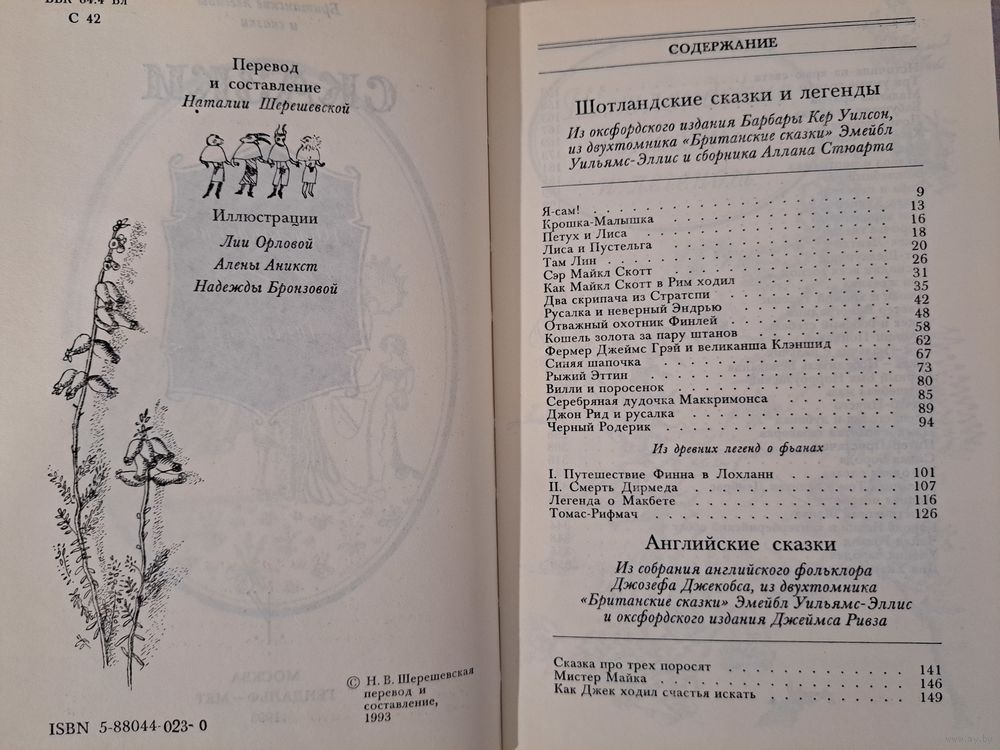 ББК 84.4 Вл
С 42
Перевод
и составление
Наталии Шерешевской
Иллюстрации
Лии Орловой
Алены Аникст
Надежды Бронзовой
© Н. В. Шерешевская
перевод и
составление,
1993
ISBN 5-88044-023-0
СОДЕРЖАНИЕ
Шотландские сказки и легенды
Из оксфордского издания Барбары Кер Уилсон,
из двухтомника «Британские сказки» Эмейбл
Уильямс-Эллис и сборника Аллана Стюарта
Я-сам! . . . . . . . . . . 9
Крошка-Малышка . . . . . . . . . . 13
Петух и Лиса . . . . . . . . . . 16
Лиса и Пустельга . . . . . . . . . . 18
Там Лин . . . . . . . . . . 20
Сэр Майкл Скотт . . . . . . . . . . 26
Как Майкл Скотт в Рим ходил . . . . . . . . . . 31
Два скрипача из Стратспи . . . . . . . . . . 35
Русалка и неверный Эндрью . . . . . . . . . . 42
Отважный охотник Финлей . . . . . . . . . . 48
Кошель золота за пару штанов . . . . . . . . . . 58
Фермер Джеймс Грэй и великанша Клэншид . . . . 62
Синяя шапочка . . . . . . . . . . 67
Рыжий Эттин . . . . . . . . . . 73
Вилли и поросенок . . . . . . . . . . 80
Серебряная дудочка Маккримонса . . . . . . . . 85
Джон Рид и русалка . . . . . . . . . . 89
Черный Родерик . . . . . . . . . . 94
Из древних легенд о фьанах
I. Путешествие Финна в Лохланн . . . . . . . . 101
II. Смерть Дирмеда . . . . . . . . . . 107
Легенда о Макбете . . . . . . . . . . 116
Томас-Рифмач . . . . . . . . . . 126
Английские сказки
Из собрания английского фольклора
Джозефа Джекобса, из двухтомника
«Британские сказки» Эмейбл Уильямс-Эллис
и оксфордского издания Джеймса Ривза
Сказка про трех поросят . . . . . . . . . . 141
Мистер Майка . . . . . . . . . . 146
Как Джек ходил счастья искать . . . . . . . . 149
www.ay.by